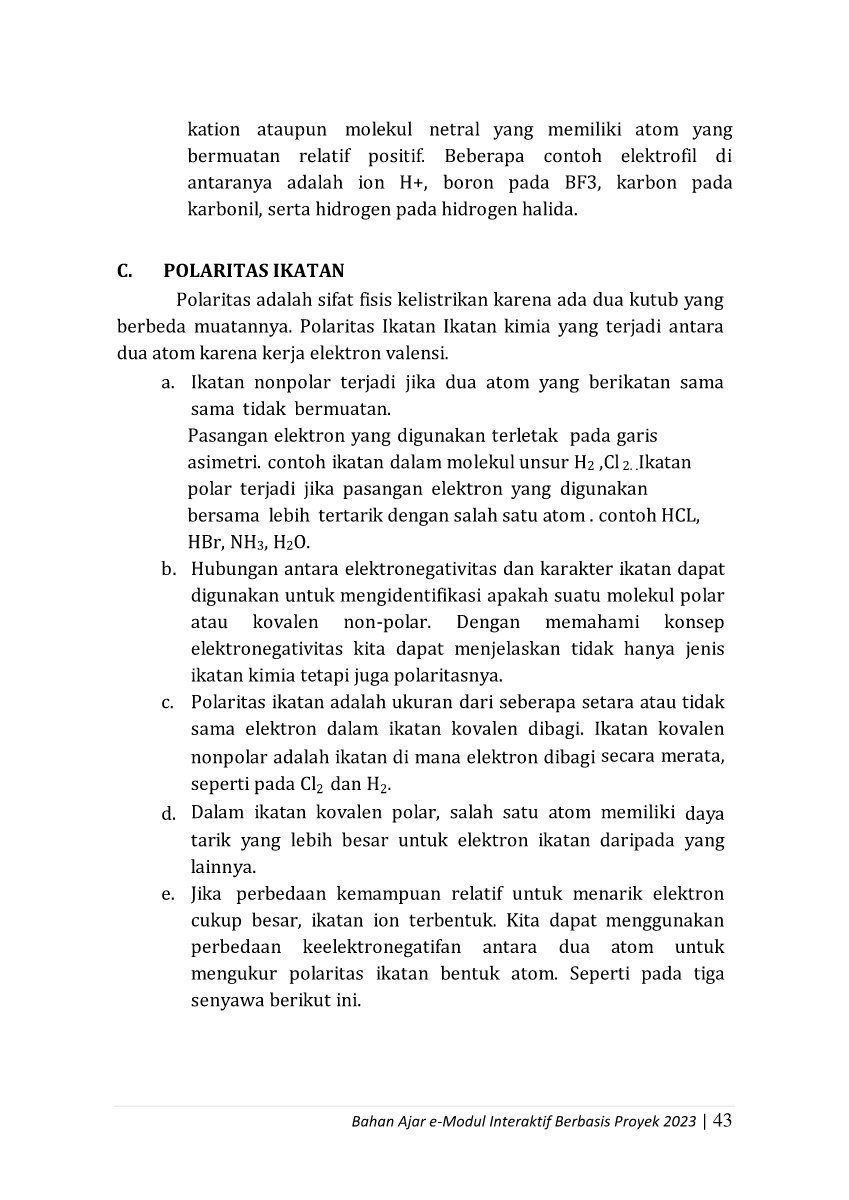 kation ataupun molekul netral yang memiliki atom yang
bermuatan relatif positif. Beberapa contoh elektrofil di
antaranya adalah ion H+, boron pada BF3, karbon pada
karbonil, serta hidrogen pada hidrogen halida.
C. POLARITAS IKATAN
Polaritas adalah sifat fisis kelistrikan karena ada dua kutub yang
berbeda muatannya. Polaritas Ikatan Ikatan kimia yang terjadi antara
dua atom karena kerja elektron valensi.
a. Ikatan nonpolar terjadi jika dua atom yang berikatan sama
sama tidak bermuatan.
Pasangan elektron yang digunakan terletak pada garis
asimetri. contoh ikatan dalam molekul unsur H₂ ,Cl ₂. .Ikatan
polar terjadi jika pasangan elektron yang digunakan
bersama lebih tertarik dengan salah satu atom . contoh HCL,
HBr, NH₃, H₂O.
b. Hubungan antara elektronegativitas dan karakter ikatan dapat
digunakan untuk mengidentifikasi apakah suatu molekul polar
atau kovalen non-polar. Dengan memahami konsep
elektronegativitas kita dapat menjelaskan tidak hanya jenis
ikatan kimia tetapi juga polaritasnya.
c. Polaritas ikatan adalah ukuran dari seberapa setara atau tidak
sama elektron dalam ikatan kovalen dibagi. Ikatan kovalen
nonpolar adalah ikatan di mana elektron dibagi secara merata,
seperti pada Cl₂ dan H₂.
d. Dalam ikatan kovalen polar, salah satu atom memiliki daya
tarik yang lebih besar untuk elektron ikatan daripada yang
lainnya.
e. Jika perbedaan kemampuan relatif untuk menarik elektron
cukup besar, ikatan ion terbentuk. Kita dapat menggunakan
perbedaan keelektronegatifan antara dua atom untuk
mengukur polaritas ikatan bentuk atom. Seperti pada tiga
senyawa berikut ini.
Bahan Ajar e-Modul Interaktif Berbasis Proyek 2023 | 43